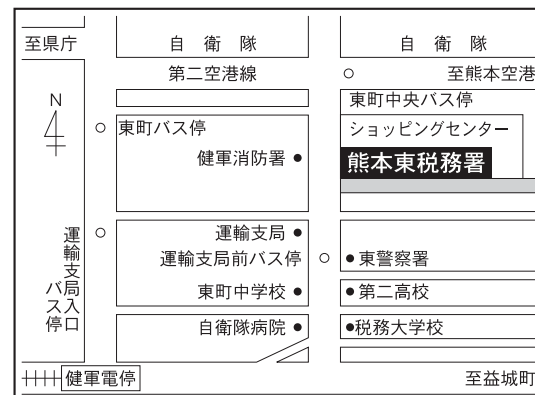 至県庁
自衛隊
自衛隊
第二空港線
至熊本空港
N
東町中央バス停
東町バス停
ショッピングセンター
健軍消防署
熊本東税務署
運輸支局
運輸支局前バス停
東警察署
運輸支局入口
バス停
東町中学校
第二高校
自衛隊病院
税務大学校
健軍電停
至益城町